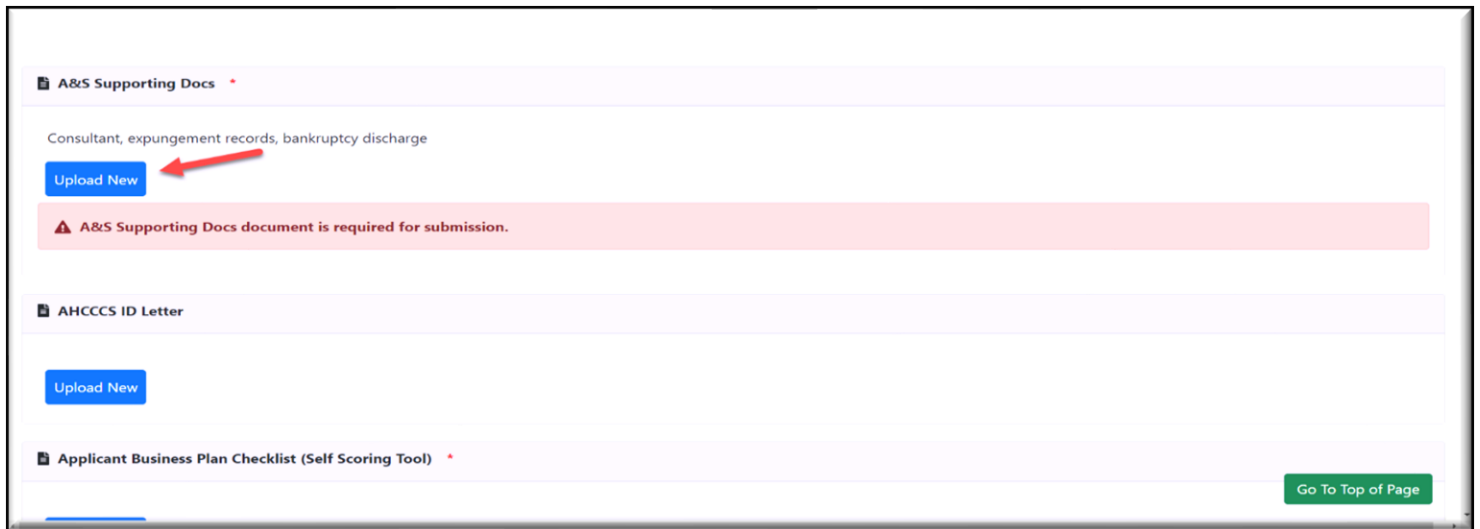 A&S Supporting Docs *
Consultant, expungement records, bankruptcy discharge
Upload New
A&S Supporting Docs document is required for submission.
AHCCCS ID Letter
Upload New
Applicant Business Plan Checklist (Self Scoring Tool) *
Go To Top of Page